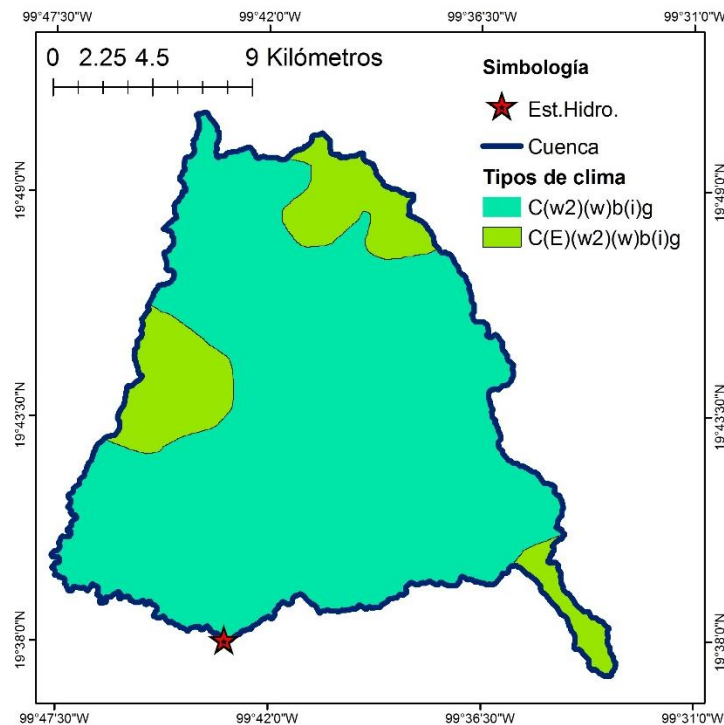 99°47'30"W 99°42'0"W 99°36'30"W 99°31'0"W
0 2.25 4.5 9 Kilómetros
Simbología
Est.Hidro.
Cuenca
Tipos de clima
C(w2)(w)b(i)g
C(E)(w2)(w)b(i)g
19°49'0"N 19°49'0"N
19°43'30"N 19°43'30"N
19°38'0"N 19°38'0"N
99°47'30"W 99°42'0"W 99°36'30"W 99°31'0"W